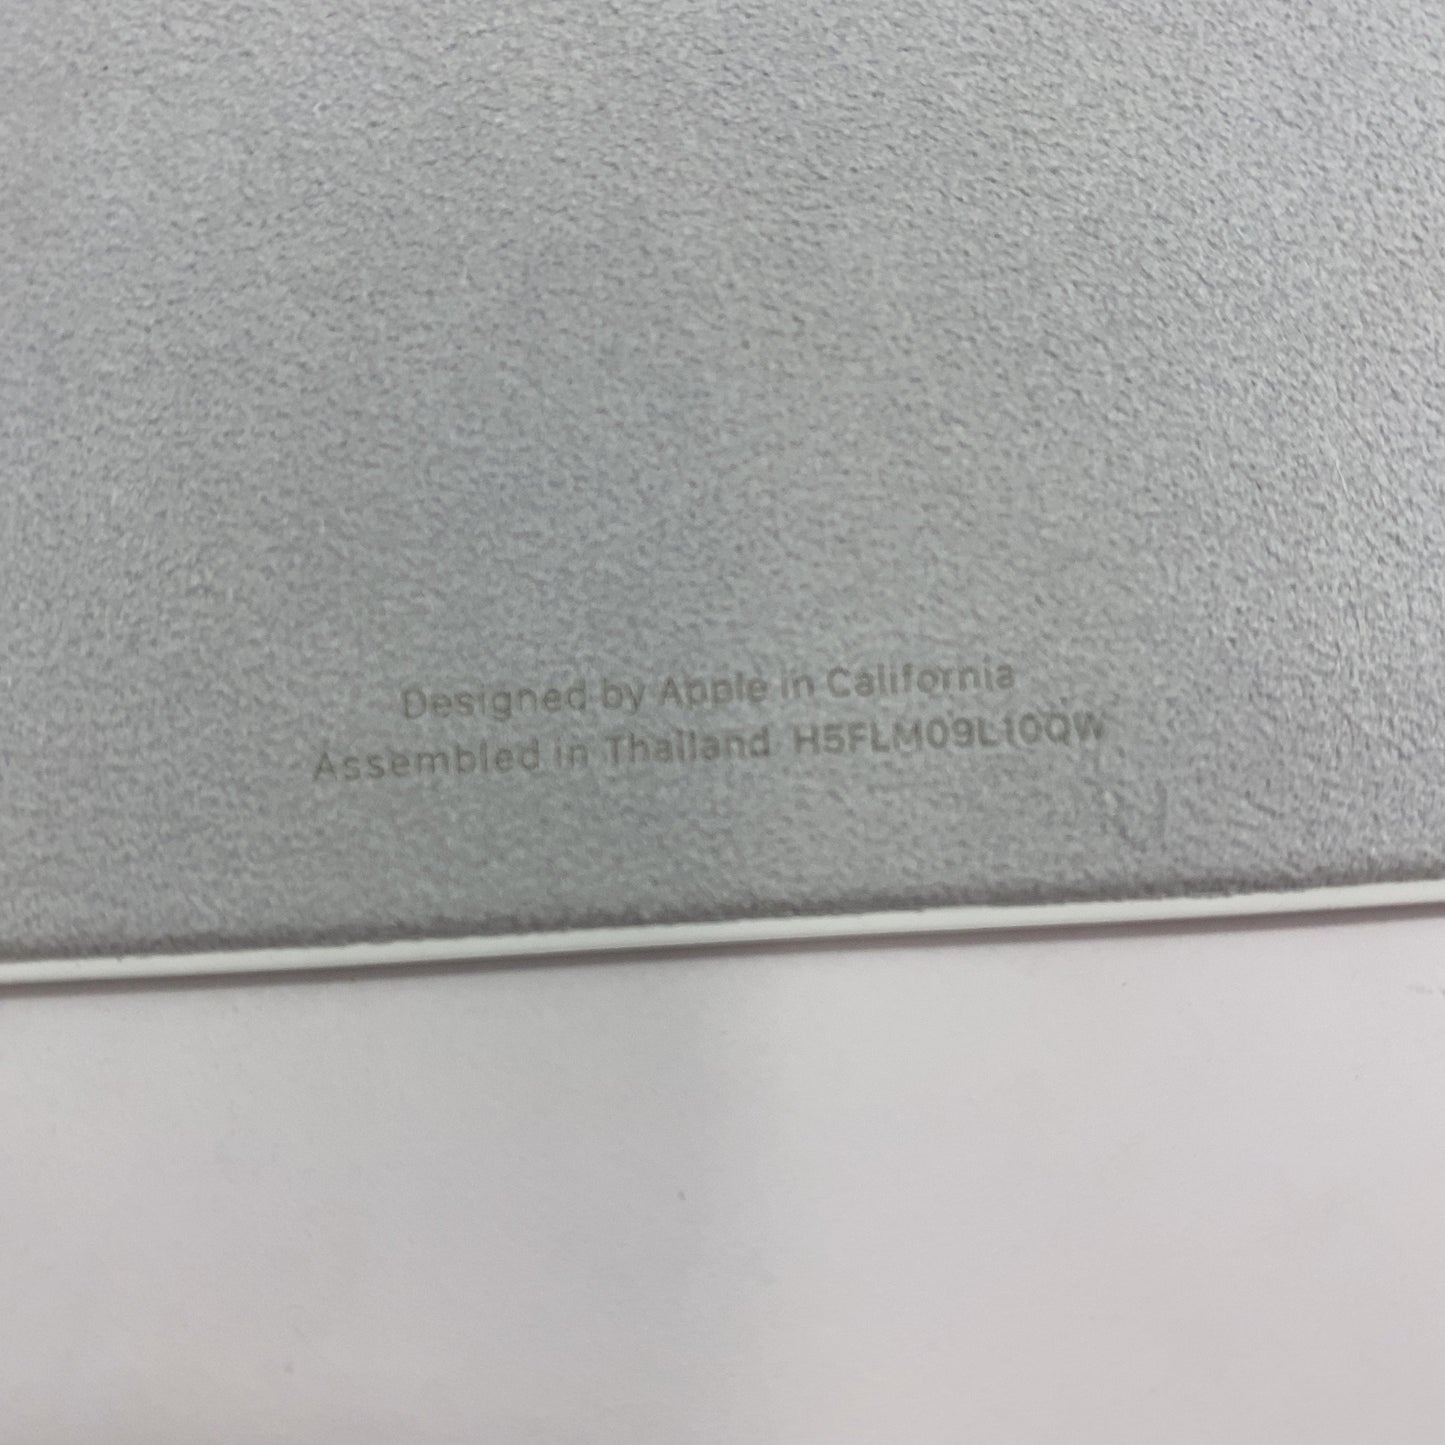 Designed by Apple in California
Assembled in Thailand H5FLM09L10QW